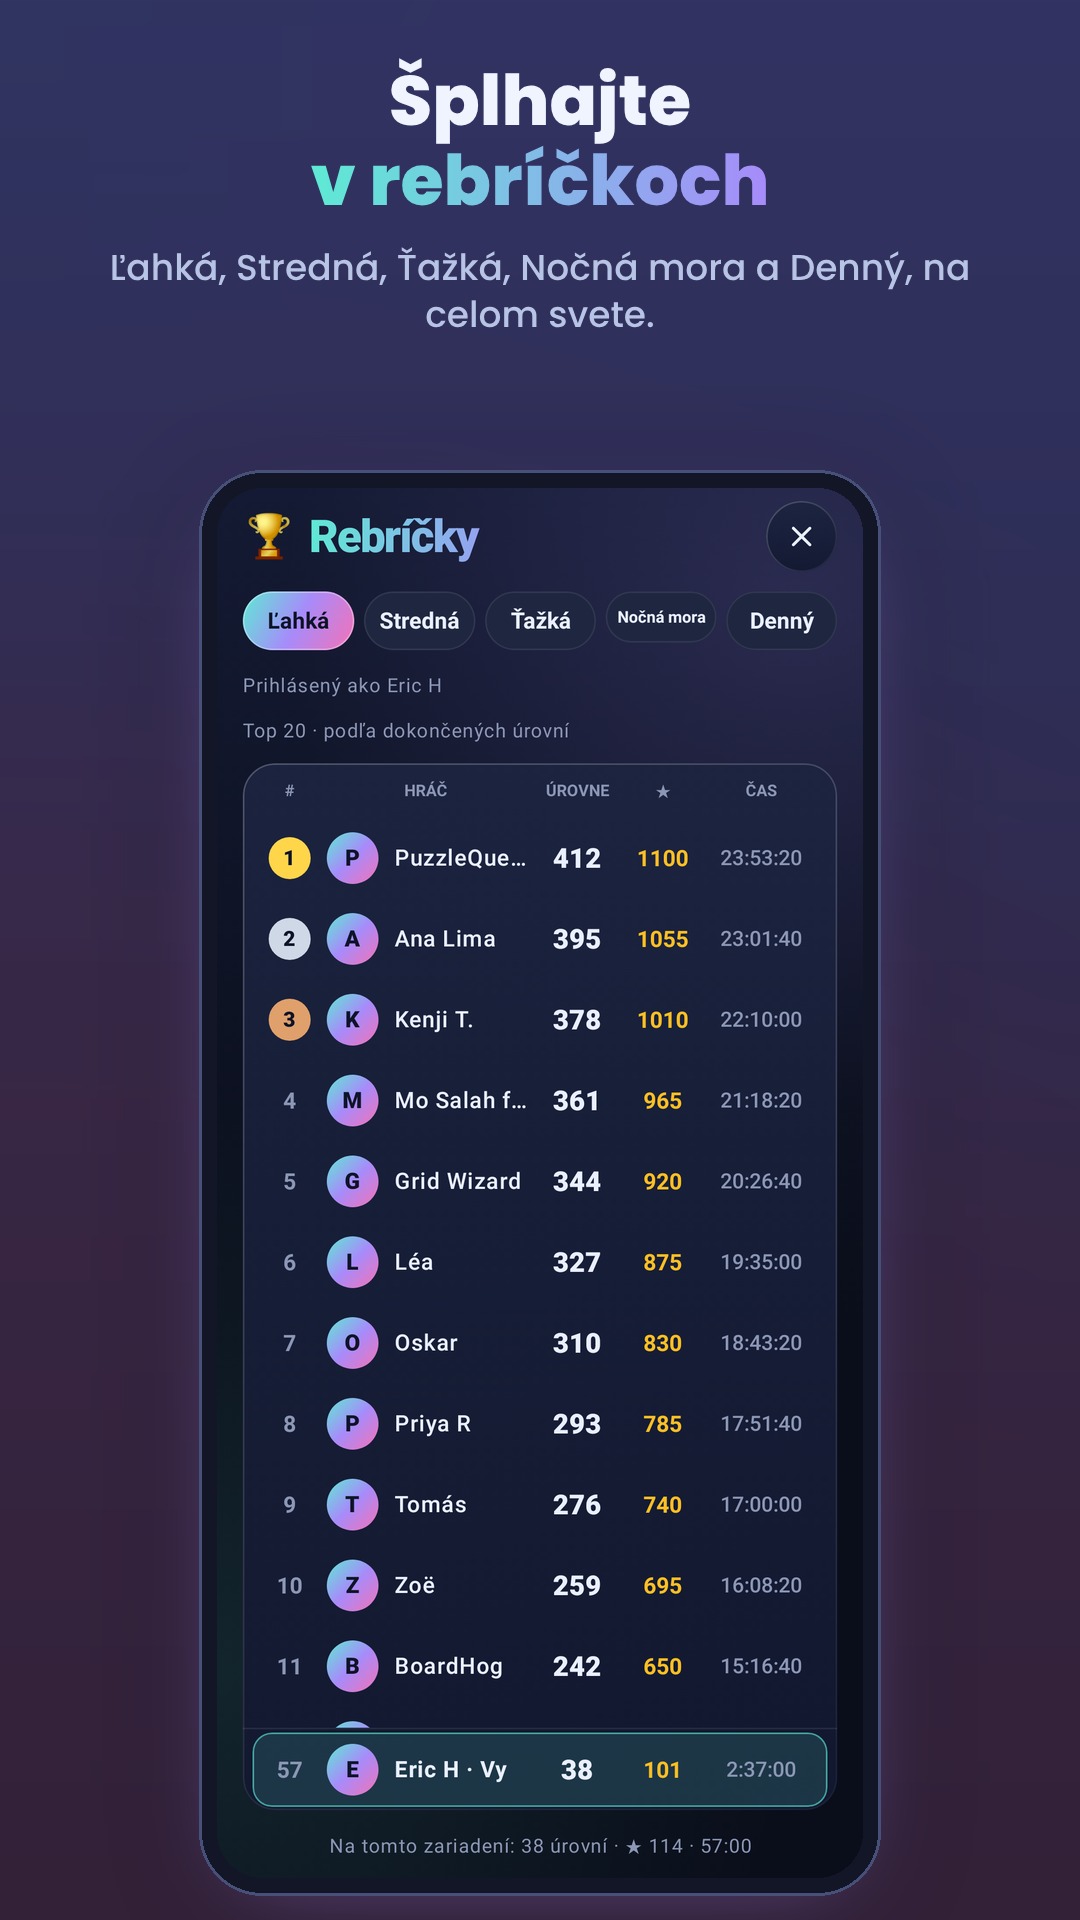 Šplhajte
v rebríčkoch
Ľahká, Stredná, Ťažká, Nočná mora a Denný, na
celom svete.
🏆 Rebríčky ✕
Ľahká Stredná Ťažká Nočná mora Denný
Prihlásený ako Eric H
Top 20 · podľa dokončených úrovní
# HRÁČ ÚROVNE ★ ČAS
1 P PuzzleQue… 412 1100 23:53:20
2 A Ana Lima 395 1055 23:01:40
3 K Kenji T. 378 1010 22:10:00
4 M Mo Salah f… 361 965 21:18:20
5 G Grid Wizard 344 920 20:26:40
6 L Léa 327 875 19:35:00
7 O Oskar 310 830 18:43:20
8 P Priya R 293 785 17:51:40
9 T Tomás 276 740 17:00:00
10 Z Zoë 259 695 16:08:20
11 B BoardHog 242 650 15:16:40
57 E Eric H · Vy 38 101 2:37:00
Na tomto zariadení: 38 úrovní · ★ 114 · 57:00